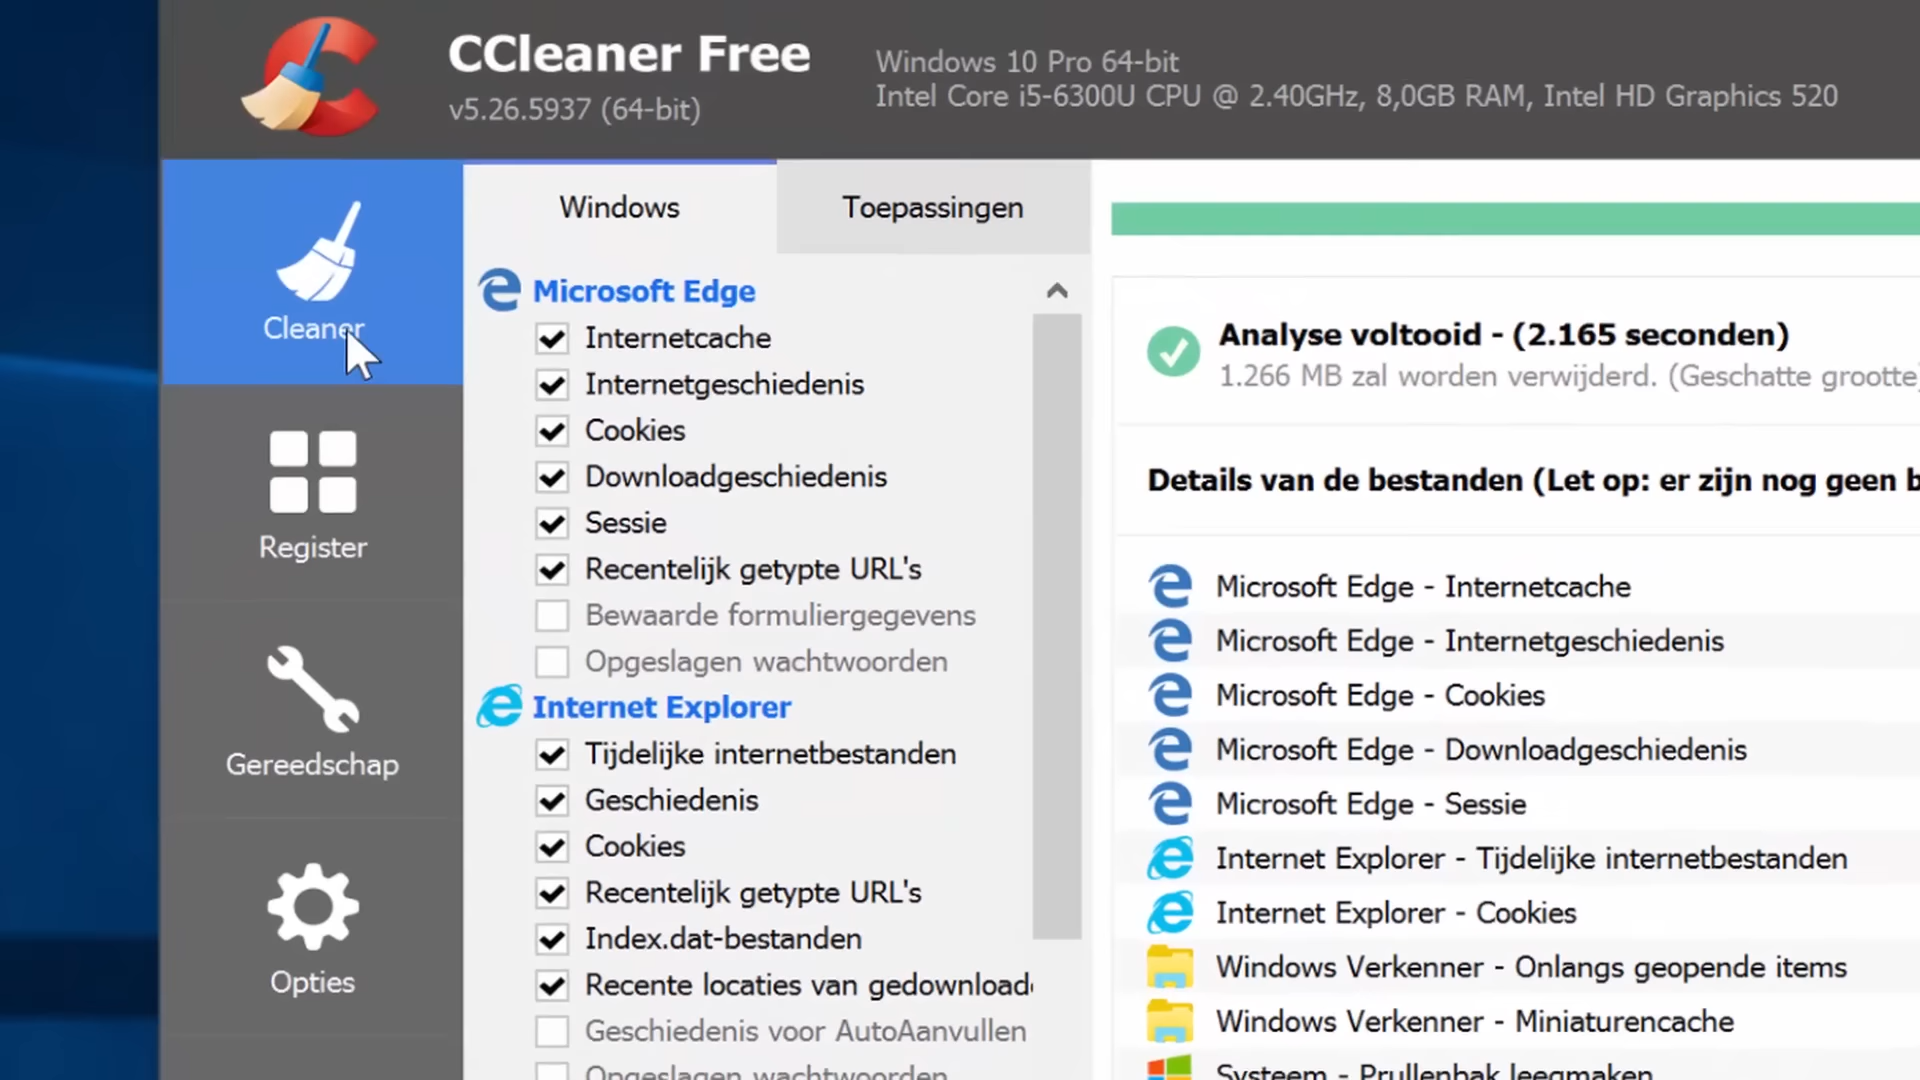 CCleaner Free
v5.26.5937 (64-bit)
Windows 10 Pro 64-bit
Intel Core i5-6300U CPU @ 2.40GHz, 8,0GB RAM, Intel HD Graphics 520
Cleaner
Register
Gereedschap
Opties
Windows
Toepassingen
Microsoft Edge
Internetcache
Internetgeschiedenis
Cookies
Downloadgeschiedenis
Sessie
Recentelijk getypte URL's
Bewaarde formuliergegevens
Opgeslagen wachtwoorden
Internet Explorer
Tijdelijke internetbestanden
Geschiedenis
Cookies
Recentelijk getypte URL's
Index.dat-bestanden
Recente locaties van gedownload
Geschiedenis voor AutoAanvullen
Opgeslagen wachtwoorden
Analyse voltooid - (2.165 seconden)
1.266 MB zal worden verwijderd. (Geschatte grootte)
Details van de bestanden (Let op: er zijn nog geen b
Microsoft Edge - Internetcache
Microsoft Edge - Internetgeschiedenis
Microsoft Edge - Cookies
Microsoft Edge - Downloadgeschiedenis
Microsoft Edge - Sessie
Internet Explorer - Tijdelijke internetbestanden
Internet Explorer - Cookies
Windows Verkenner - Onlangs geopende items
Windows Verkenner - Miniaturencache
Systeem - Prullenbak leegmaken